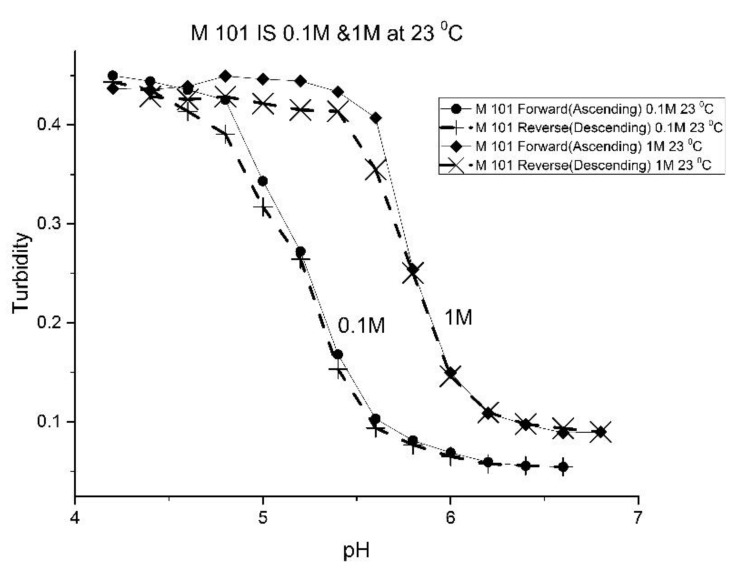 M 101 IS 0.1M &1M at 23 ⁰C
M 101 Forward(Ascending) 0.1M 23 ⁰C
M 101 Reverse(Descending) 0.1M 23 ⁰C
M 101 Forward(Ascending) 1M 23 ⁰C
M 101 Reverse(Descending) 1M 23 ⁰C
0.4
0.3
0.2
0.1
Turbidity
0.1M
1M
4
5
6
7
pH